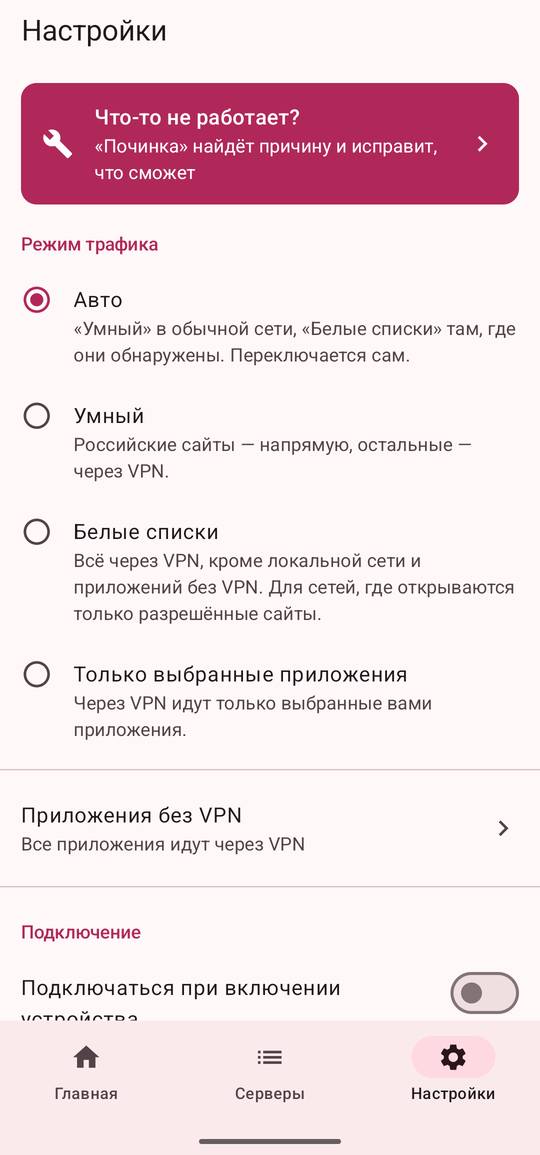 Настройки
Что-то не работает?
«Починка» найдёт причину и исправит,
что сможет
Режим трафика
Авто
«Умный» в обычной сети, «Белые списки» там, где
они обнаружены. Переключается сам.
Умный
Российские сайты — напрямую, остальные —
через VPN.
Белые списки
Всё через VPN, кроме локальной сети и
приложений без VPN. Для сетей, где открываются
только разрешённые сайты.
Только выбранные приложения
Через VPN идут только выбранные вами
приложения.
Приложения без VPN
Все приложения идут через VPN
Подключение
Подключаться при включении
устройства
Главная
Серверы
Настройки